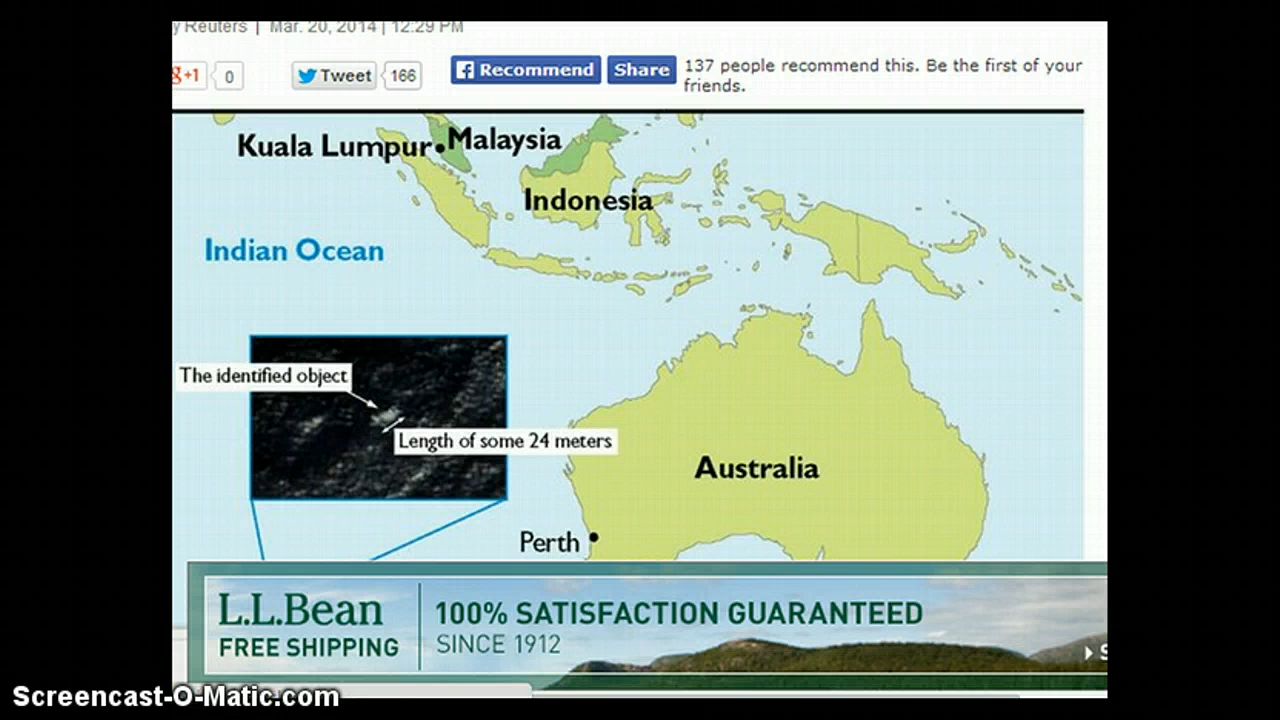 y Reuters | Mar. 20, 2014 | 12:29 PM
g+1 0 Tweet 166 f Recommend Share 137 people recommend this. Be the first of your
friends.
Kuala Lumpur Malaysia
Indonesia
Indian Ocean
The identified object
Length of some 24 meters
Australia
Perth
L.L.Bean 100% SATISFACTION GUARANTEED
FREE SHIPPING SINCE 1912
S
Screencast-O-Matic.com